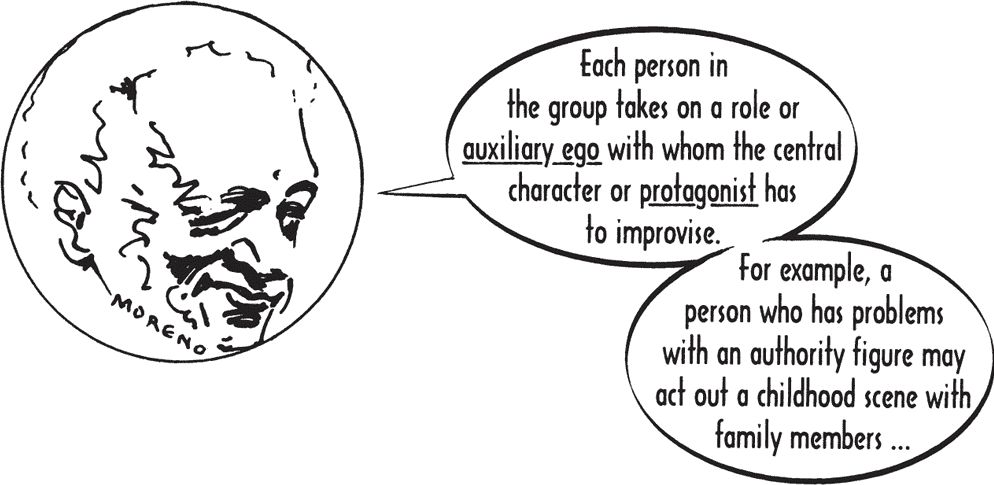 MORENO
Each person in
the group takes on a role or
auxiliary ego with whom the central
character or protagonist has
to improvise.
For example, a
person who has problems
with an authority figure may
act out a childhood scene with
family members ...